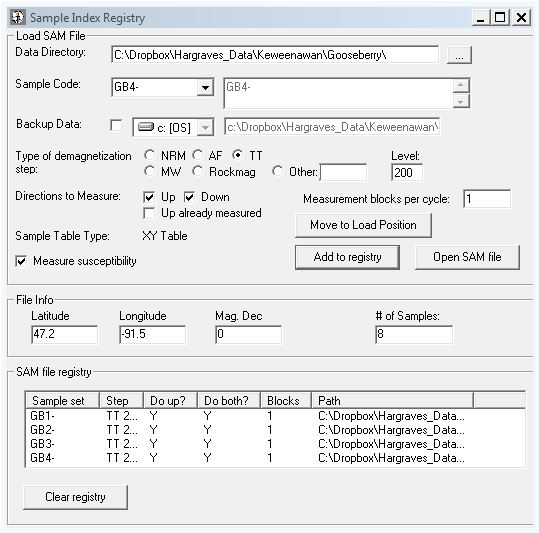 Sample Index Registry
Load SAM File
Data Directory: C:\Dropbox\Hargraves_Data\Keweenawan\Gooseberry\ ...
Sample Code: GB4- GB4-
Backup Data: c: [OS] c:\Dropbox\Hargraves_Data\Keweenawan\
Type of demagnetization step: NRM AF TT Level:
MW Rockmag Other: 200
Directions to Measure: Up Down Measurement blocks per cycle: 1
Up already measured
Move to Load Position
Sample Table Type: XY Table
Measure susceptibility Add to registry Open SAM file
File Info
Latitude Longitude Mag. Dec # of Samples:
47.2 -91.5 0 8
SAM file registry
Sample set Step Do up? Do both? Blocks Path
GB1- TT 2... Y Y 1 C:\Dropbox\Hargraves_Data...
GB2- TT 2... Y Y 1 C:\Dropbox\Hargraves_Data...
GB3- TT 2... Y Y 1 C:\Dropbox\Hargraves_Data...
GB4- TT 2... Y Y 1 C:\Dropbox\Hargraves_Data...
Clear registry